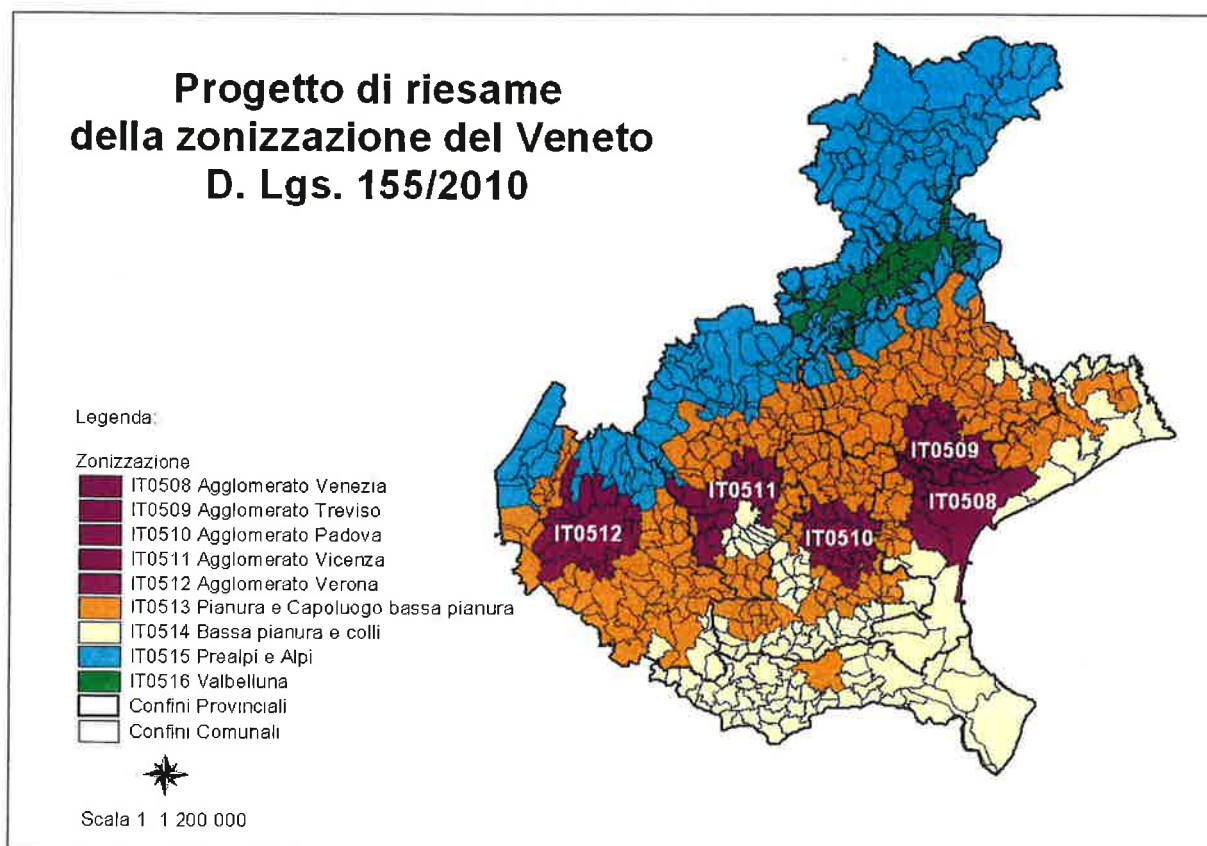 Progetto di riesame
della zonizzazione del Veneto
D. Lgs. 155/2010
Legenda:
Zonizzazione
IT0508 Agglomerato Venezia
IT0509 Agglomerato Treviso
IT0510 Agglomerato Padova
IT0511 Agglomerato Vicenza
IT0512 Agglomerato Verona
IT0513 Pianura e Capoluogo bassa pianura
IT0514 Bassa pianura e colli
IT0515 Prealpi e Alpi
IT0516 Valbelluna
Confini Provinciali
Confini Comunali
Scala 1 1 200 000
IT0509
IT0511
IT0508
IT0512
IT0510